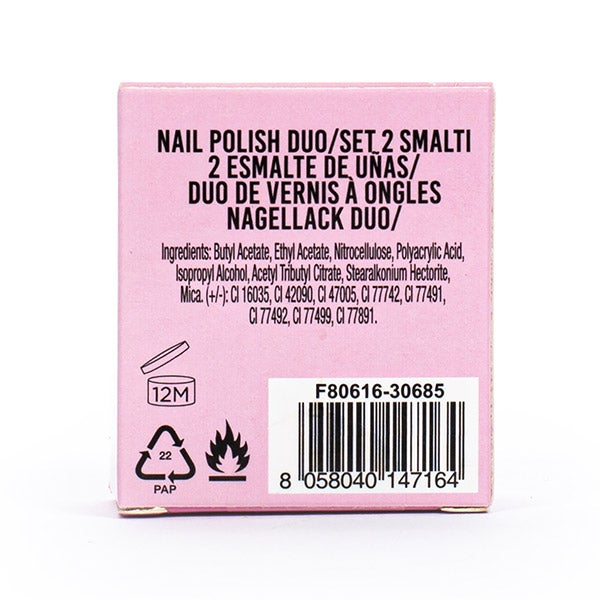 NAIL POLISH DUO/SET 2 SMALTI
2 ESMALTE DE UÑAS/
DUO DE VERNIS À ONGLES
NAGELLACK DUO/
Ingredients: Butyl Acetate, Ethyl Acetate, Nitrocellulose, Polyacrylic Acid,
Isopropyl Alcohol, Acetyl Tributyl Citrate, Stearalkonium Hectorite,
Mica. (+/-): CI 16035, CI 42090, CI 47005, CI 77742, CI 77491,
CI 77492, CI 77499, CI 77891.
12M
22
PAP
F80616-30685
8 058040 147164